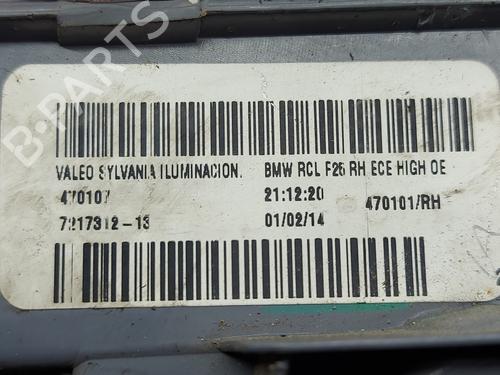 VALEO SYLVANIA ILUMINACION. BMW RCL F25 RH ECE HIGH OE
470107 21:12:20 470101/RH
7217312-13 01/02/14
B-PARTS